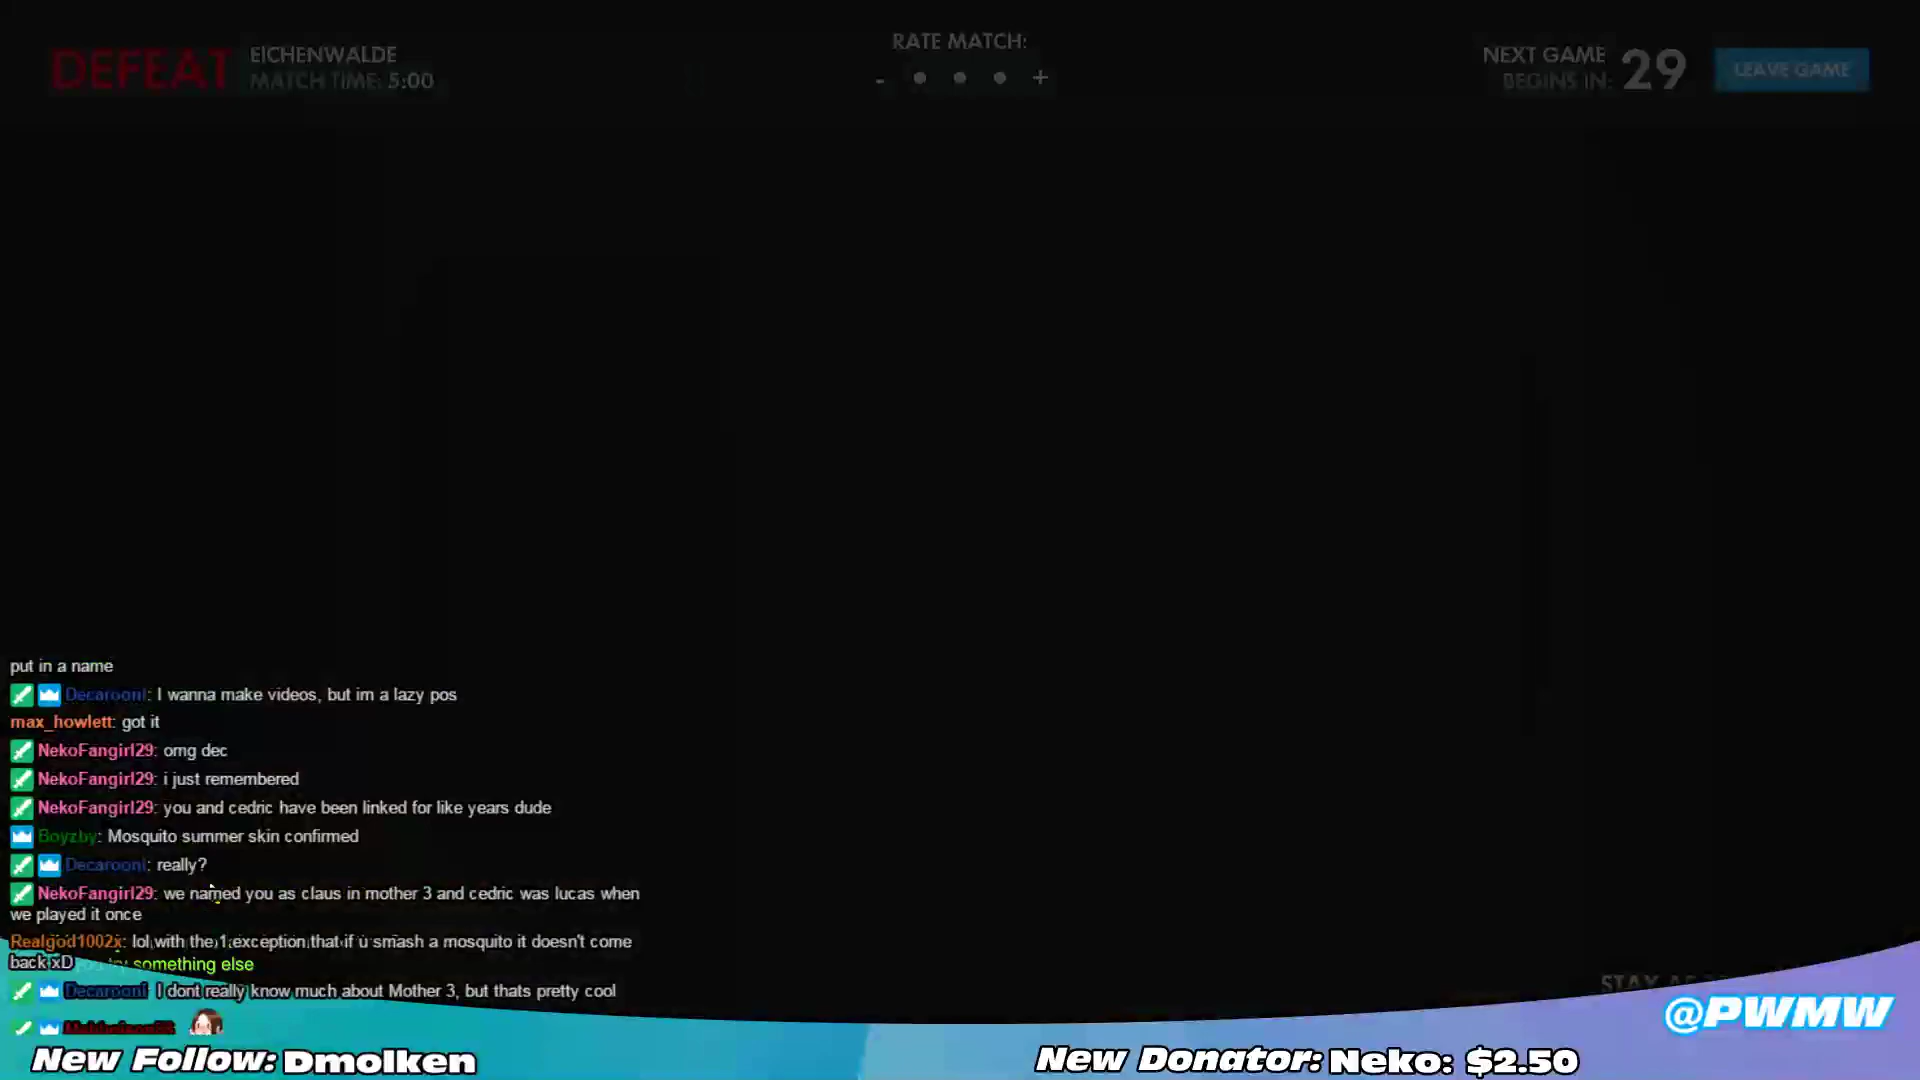 DEFEAT
EICHENWALDE
MATCH TIME: 5:00
RATE MATCH:
- +
NEXT GAME
BEGINS IN: 29
LEAVE GAME
put in a name
Decarooni: I wanna make videos, but im a lazy pos
max_howlett: got it
NekoFangirl29: omg dec
NekoFangirl29: i just remembered
NekoFangirl29: you and cedric have been linked for like years dude
Boyzby: Mosquito summer skin confirmed
Decarooni: really?
NekoFangirl29: we named you as claus in mother 3 and cedric was lucas when
we played it once
Realgod1002x: lol with the 1 exception that if u smash a mosquito it doesn't come
back xD
something else
Decarooni: I dont really know much about Mother 3, but thats pretty cool
STAY AS
@PWMW
New Follow: Dmolken
New Donator: Neko: $2.50